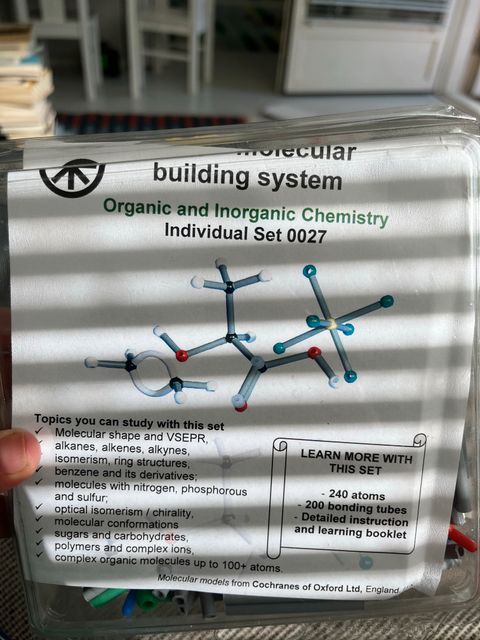 molecular
building system
Organic and Inorganic Chemistry
Individual Set 0027
Topics you can study with this set
✓ Molecular shape and VSEPR,
✓ alkanes, alkenes, alkynes,
isomerism, ring structures,
✓ benzene and its derivatives;
✓ molecules with nitrogen, phosphorous
and sulfur;
✓ optical isomerism / chirality,
✓ molecular conformations
✓ sugars and carbohydrates,
✓ polymers and complex ions,
✓ complex organic molecules up to 100+ atoms.
LEARN MORE WITH
THIS SET
- 240 atoms
- 200 bonding tubes
- Detailed instruction
and learning booklet
Molecular models from Cochranes of Oxford Ltd, England